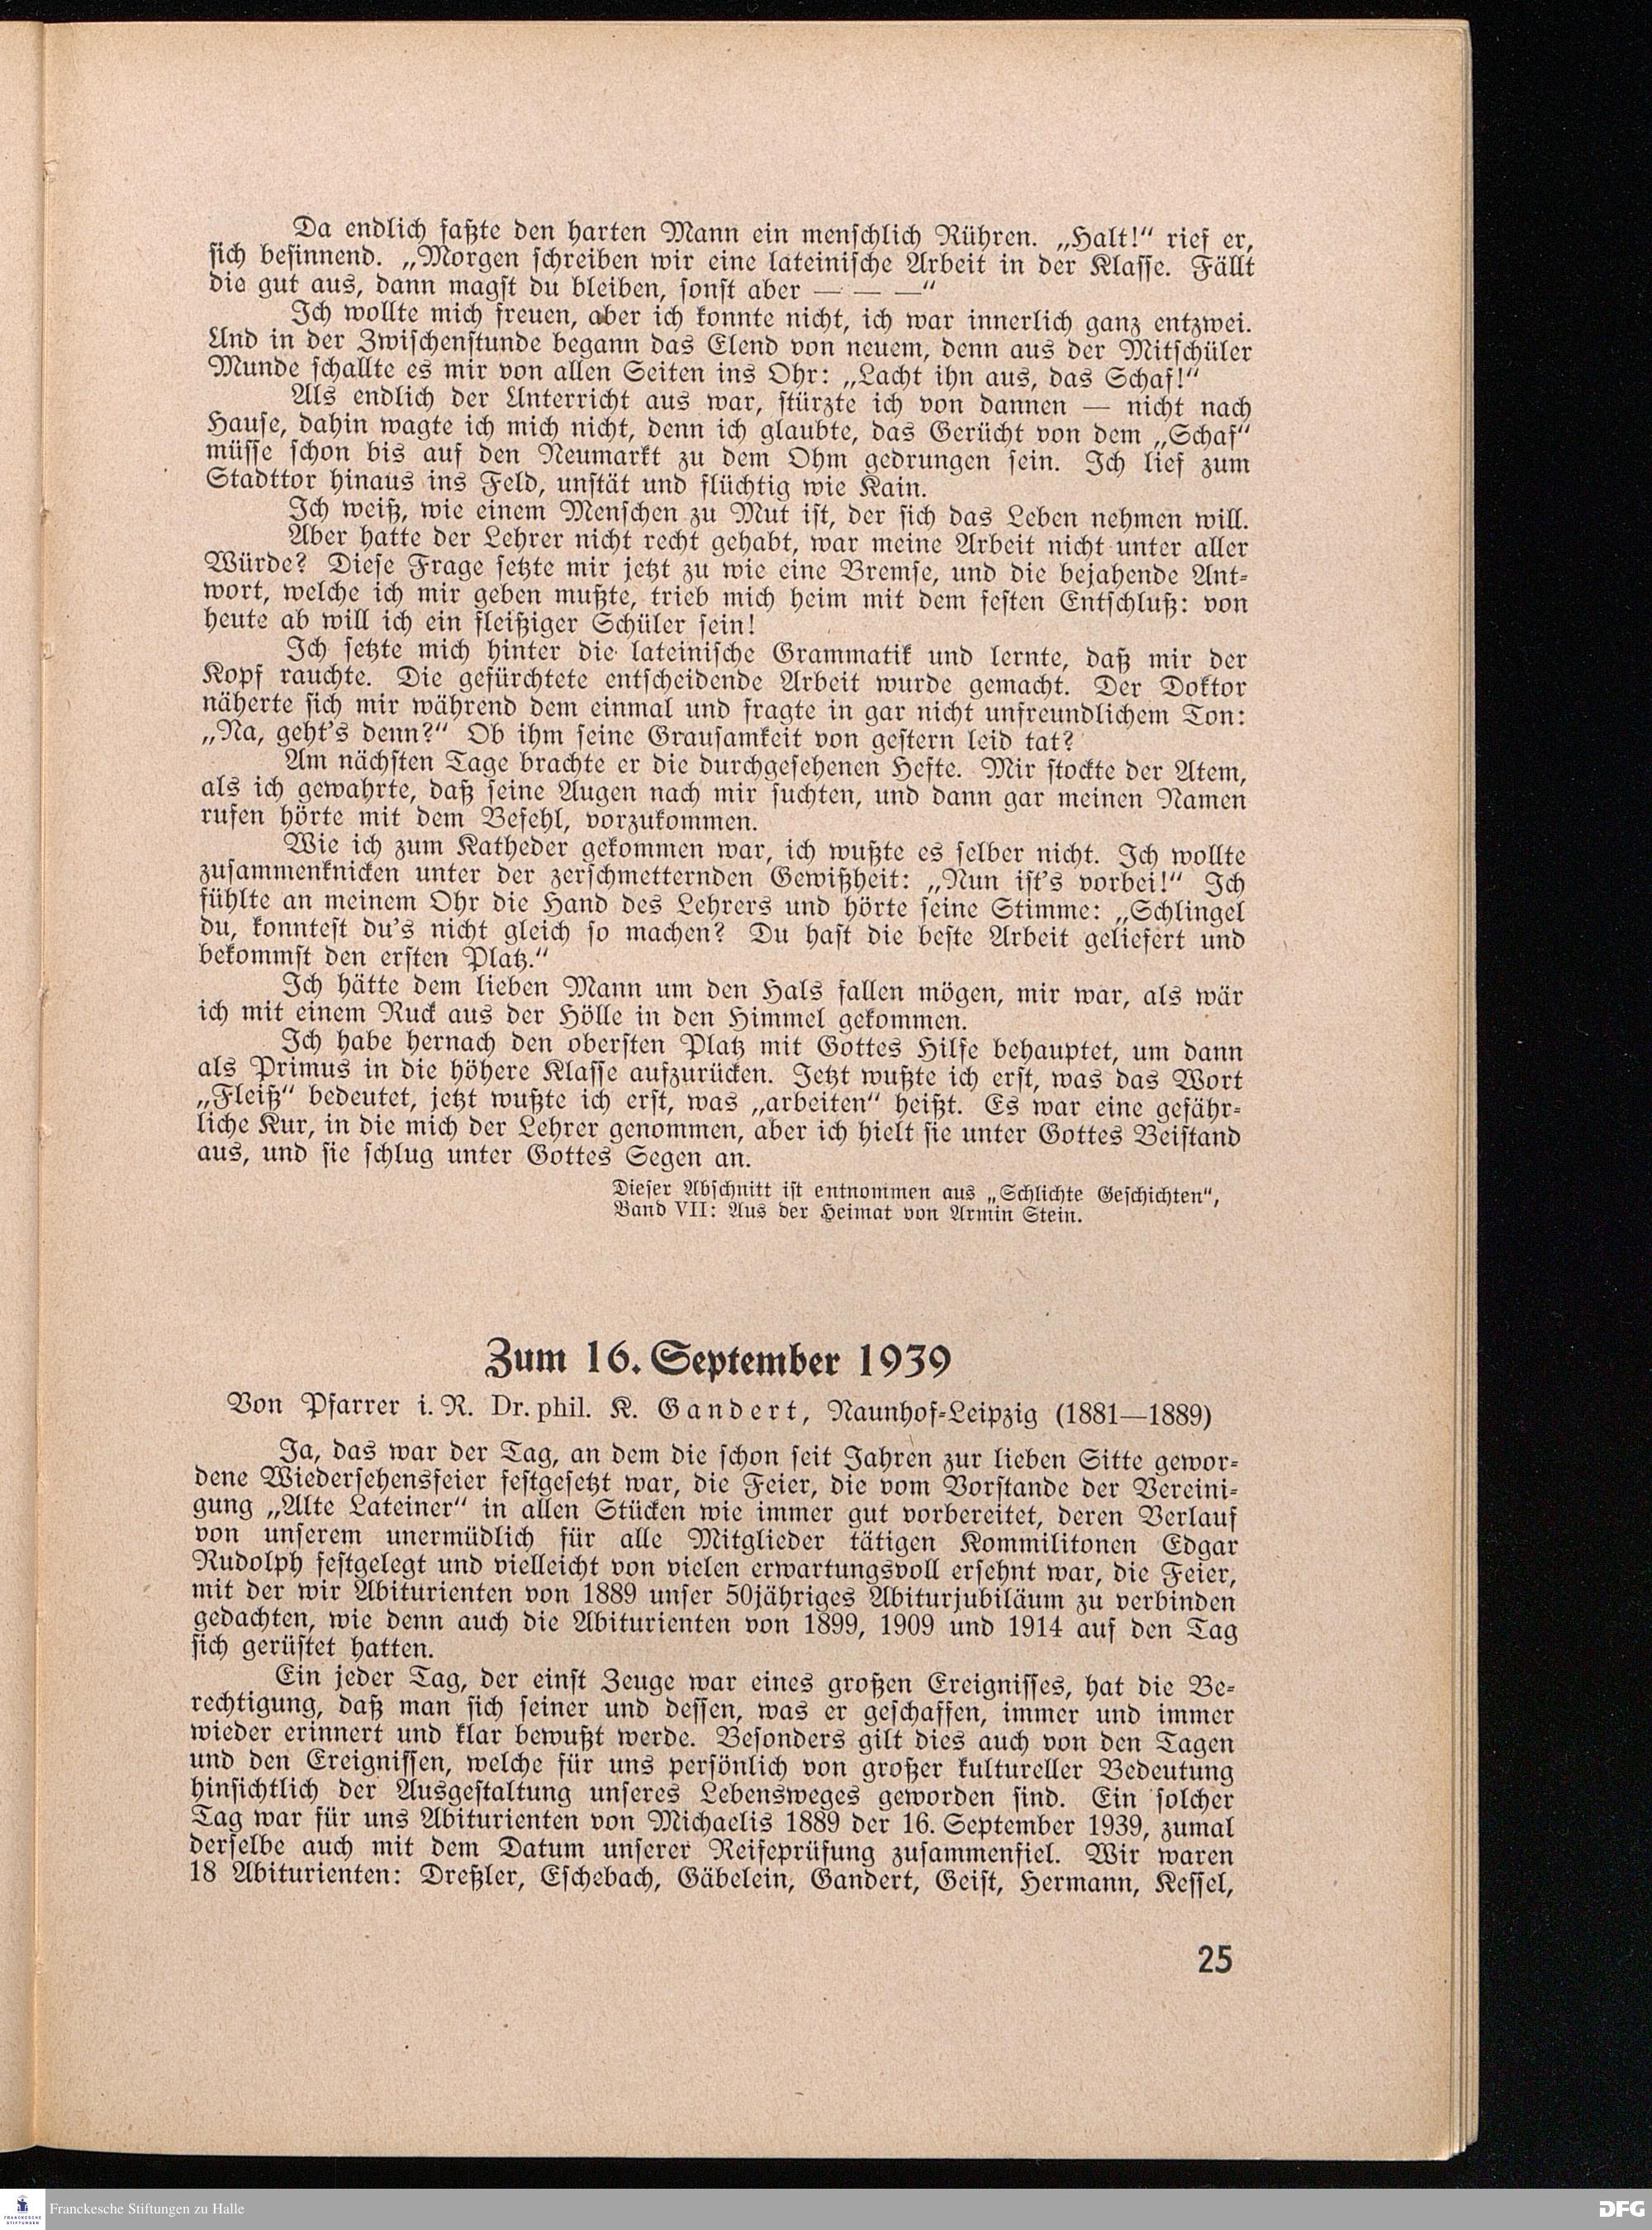 Da endlich faßte den harten Mann ein menschlich Rühren. „Halt!“ rief er,
sich besinnend. „Morgen schreiben wir eine lateinische Arbeit in der Klasse. Fällt
die gut aus, dann magst du bleiben, sonst aber — — —“
Ich wollte mich freuen, aber ich konnte nicht, ich war innerlich ganz entzwei.
Und in der Zwischenstunde begann das Elend von neuem, denn aus der Mitschüler
Munde schallte es mir von allen Seiten ins Ohr: „Lacht ihn aus, das Schaf!“
Als endlich der Unterricht aus war, stürzte ich von dannen — nicht nach
Hause, dahin wagte ich mich nicht, denn ich glaubte, das Gerücht von dem „Schaf“
müsse schon bis auf den Neumarkt zu dem Ohm gedrungen sein. Ich lief zum
Stadttor hinaus ins Feld, unstät und flüchtig wie Kain.
Ich weiß, wie einem Menschen zu Mut ist, der sich das Leben nehmen will.
Aber hatte der Lehrer nicht recht gehabt, war meine Arbeit nicht unter aller
Würde? Diese Frage setzte mir jetzt zu wie eine Bremse, und die bejahende Ant-
wort, welche ich mir geben mußte, trieb mich heim mit dem festen Entschluß: von
heute ab will ich ein fleißiger Schüler sein!
Ich setzte mich hinter die lateinische Grammatik und lernte, daß mir der
Kopf rauchte. Die gefürchtete entscheidende Arbeit wurde gemacht. Der Doktor
näherte sich mir während dem einmal und fragte in gar nicht unfreundlichem Ton:
„Na, geht's denn?“ Ob ihm seine Grausamkeit von gestern leid tat?
Am nächsten Tage brachte er die durchgesehenen Hefte. Mir stockte der Atem,
als ich gewahrte, daß seine Augen nach mir suchten, und dann gar meinen Namen
rufen hörte mit dem Befehl, vorzukommen.
Wie ich zum Katheder gekommen war, ich wußte es selber nicht. Ich wollte
zusammenknicken unter der zerschmetternden Gewißheit: „Nun ist's vorbei!“ Ich
fühlte an meinem Ohr die Hand des Lehrers und hörte seine Stimme: „Schlingel
du, konntest du's nicht gleich so machen? Du hast die beste Arbeit geliefert und
bekommst den ersten Platz.“
Ich hätte dem lieben Mann um den Hals fallen mögen, mir war, als wär
ich mit einem Ruck aus der Hölle in den Himmel gekommen.
Ich habe hernach den obersten Platz mit Gottes Hilfe behauptet, um dann
als Primus in die höhere Klasse aufzurücken. Jetzt wußte ich erst, was das Wort
„Fleiß“ bedeutet, jetzt wußte ich erst, was „arbeiten“ heißt. Es war eine gefähr-
liche Kur, in die mich der Lehrer genommen, aber ich hielt sie unter Gottes Beistand
aus, und sie schlug unter Gottes Segen an.
Dieser Abschnitt ist entnommen aus „Schlichte Geschichten“,
Band VII: Aus der Heimat von Armin Stein.
Zum 16. September 1939
Von Pfarrer i. R. Dr. phil. K. Gandert, Naunhof-Leipzig (1881—1889)
Ja, das war der Tag, an dem die schon seit Jahren zur lieben Sitte gewor-
dene Wiedersehensfeier festgesetzt war, die Feier, die vom Vorstande der Vereini-
gung „Alte Lateiner“ in allen Stücken wie immer gut vorbereitet, deren Verlauf
von unserem unermüdlich für alle Mitglieder tätigen Kommilitonen Edgar
Rudolph festgelegt und vielleicht von vielen erwartungsvoll ersehnt war, die Feier,
mit der wir Abiturienten von 1889 unser 50jähriges Abiturjubiläum zu verbinden
gedachten, wie denn auch die Abiturienten von 1899, 1909 und 1914 auf den Tag
sich gerüstet hatten.
Ein jeder Tag, der einst Zeuge war eines großen Ereignisses, hat die Be-
rechtigung, daß man sich seiner und dessen, was er geschaffen, immer und immer
wieder erinnert und klar bewußt werde. Besonders gilt dies auch von den Tagen
und den Ereignissen, welche für uns persönlich von großer kultureller Bedeutung
hinsichtlich der Ausgestaltung unseres Lebensweges geworden sind. Ein solcher
Tag war für uns Abiturienten von Michaelis 1889 der 16. September 1939, zumal
derselbe auch mit dem Datum unserer Reifeprüfung zusammenfiel. Wir waren
18 Abiturienten: Dreßler, Eschebach, Gäbelein, Gandert, Geist, Hermann, Kessel,
25
FRANCKESCHE
STIFTUNGEN
Franckesche Stiftungen zu Halle
DFG